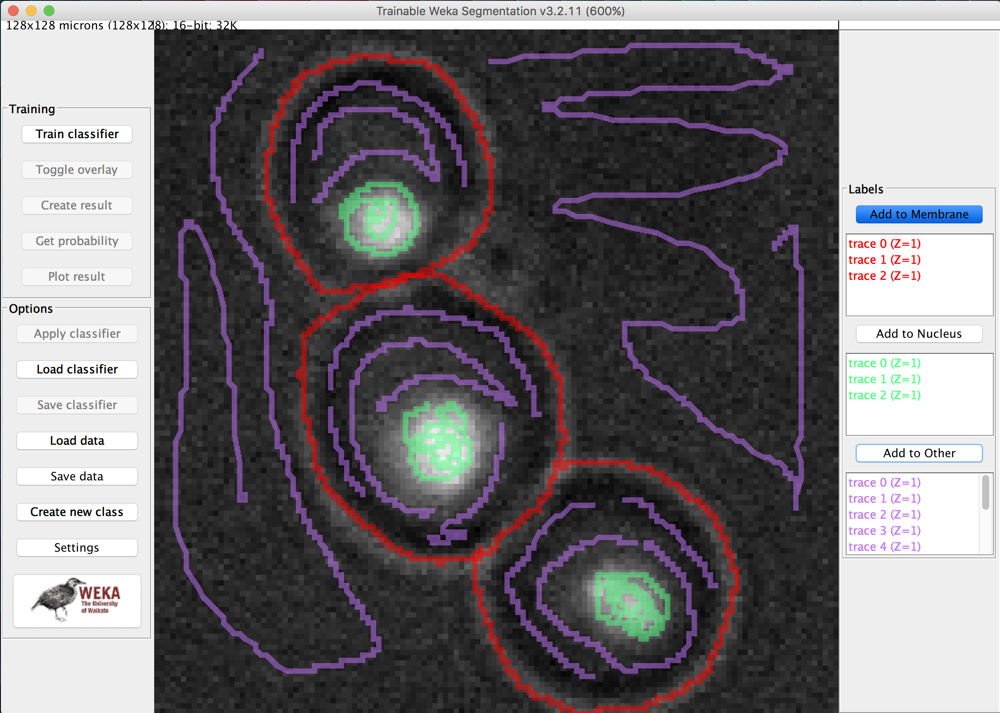 Trainable Weka Segmentation v3.2.11 (600%)
128x128 microns (128x128); 16-bit; 32K
Training
Train classifier
Toggle overlay
Create result
Get probability
Plot result
Options
Apply classifier
Load classifier
Save classifier
Load data
Save data
Create new class
Settings
WEKA
The University
of Waikato
Labels
Add to Membrane
trace 0 (Z=1)
trace 1 (Z=1)
trace 2 (Z=1)
Add to Nucleus
trace 0 (Z=1)
trace 1 (Z=1)
trace 2 (Z=1)
Add to Other
trace 0 (Z=1)
trace 1 (Z=1)
trace 2 (Z=1)
trace 3 (Z=1)
trace 4 (Z=1)